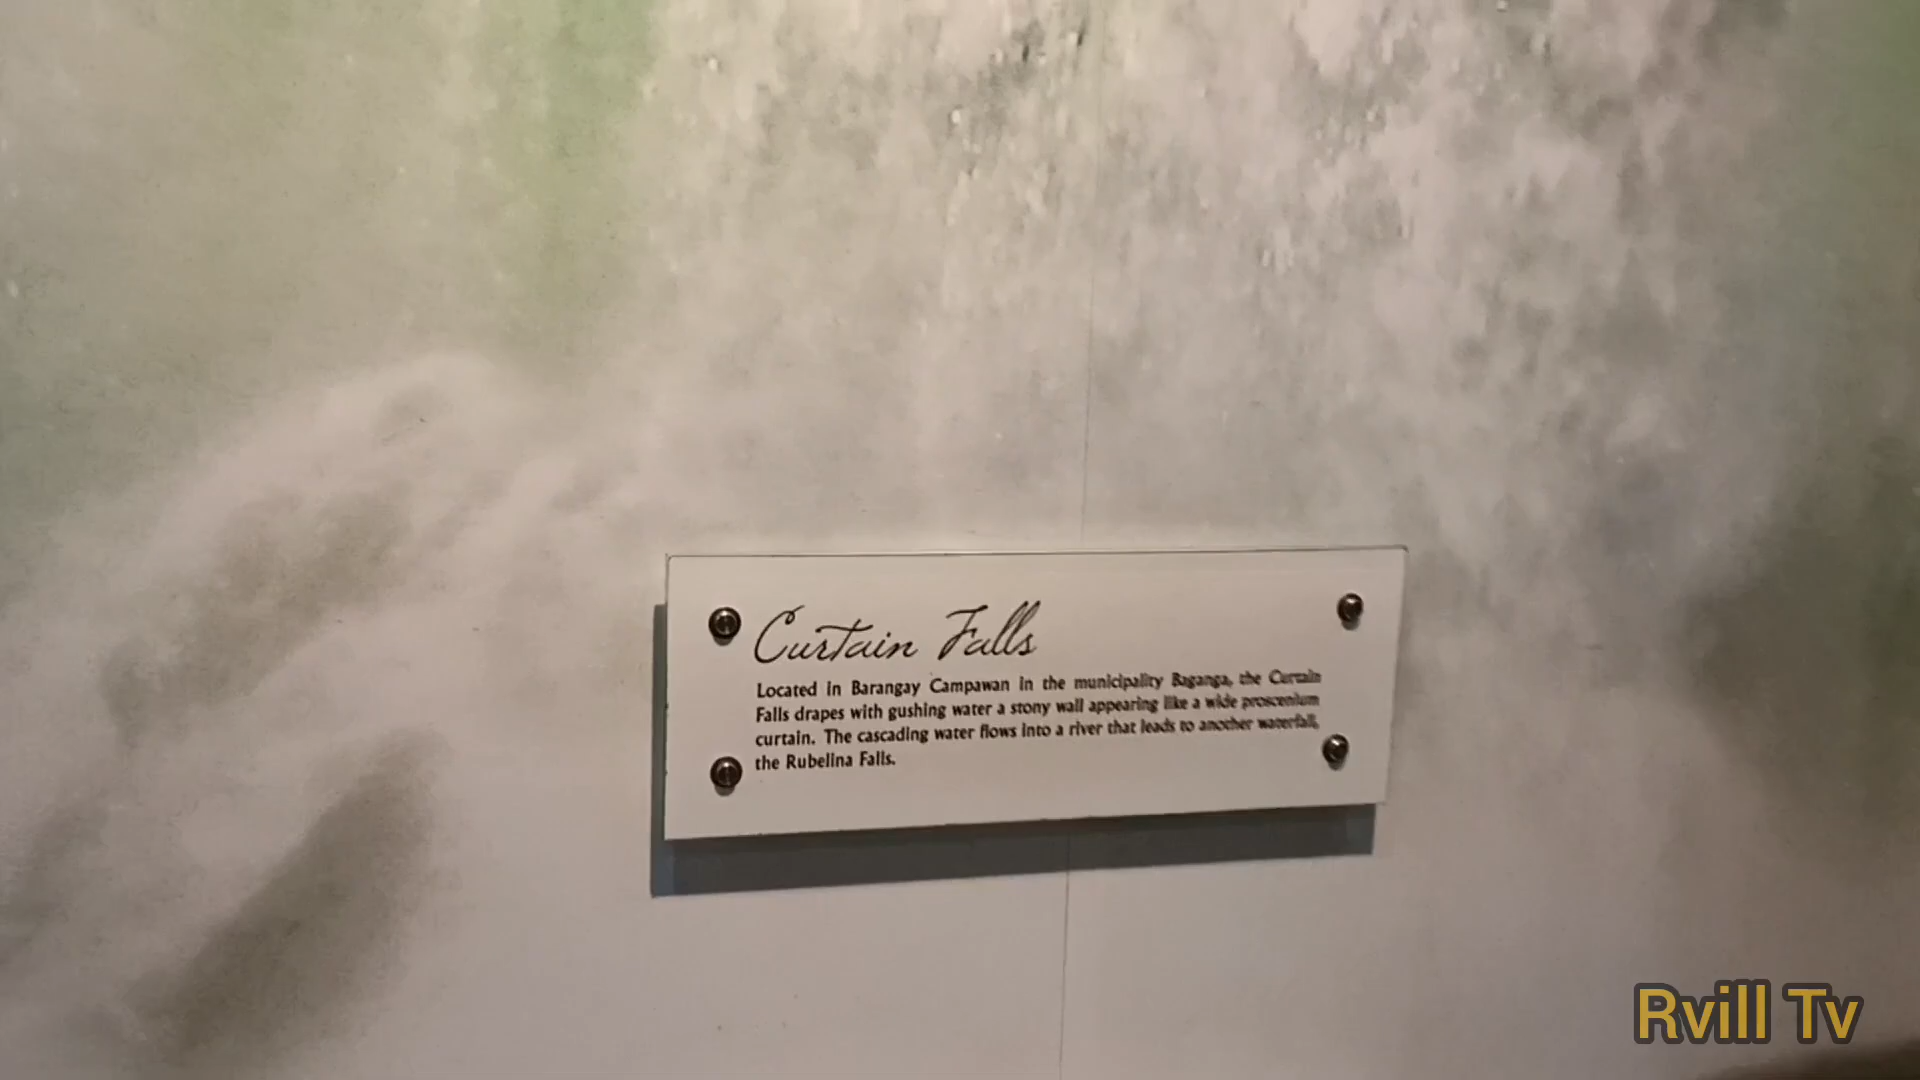 Curtain Falls
Located in Barangay Campawan in the municipality Baganga, the Curtain
Falls drapes with gushing water a stony wall appearing like a wide proscenium
curtain. The cascading water flows into a river that leads to another waterfall,
the Rubelina Falls.
Rvill Tv